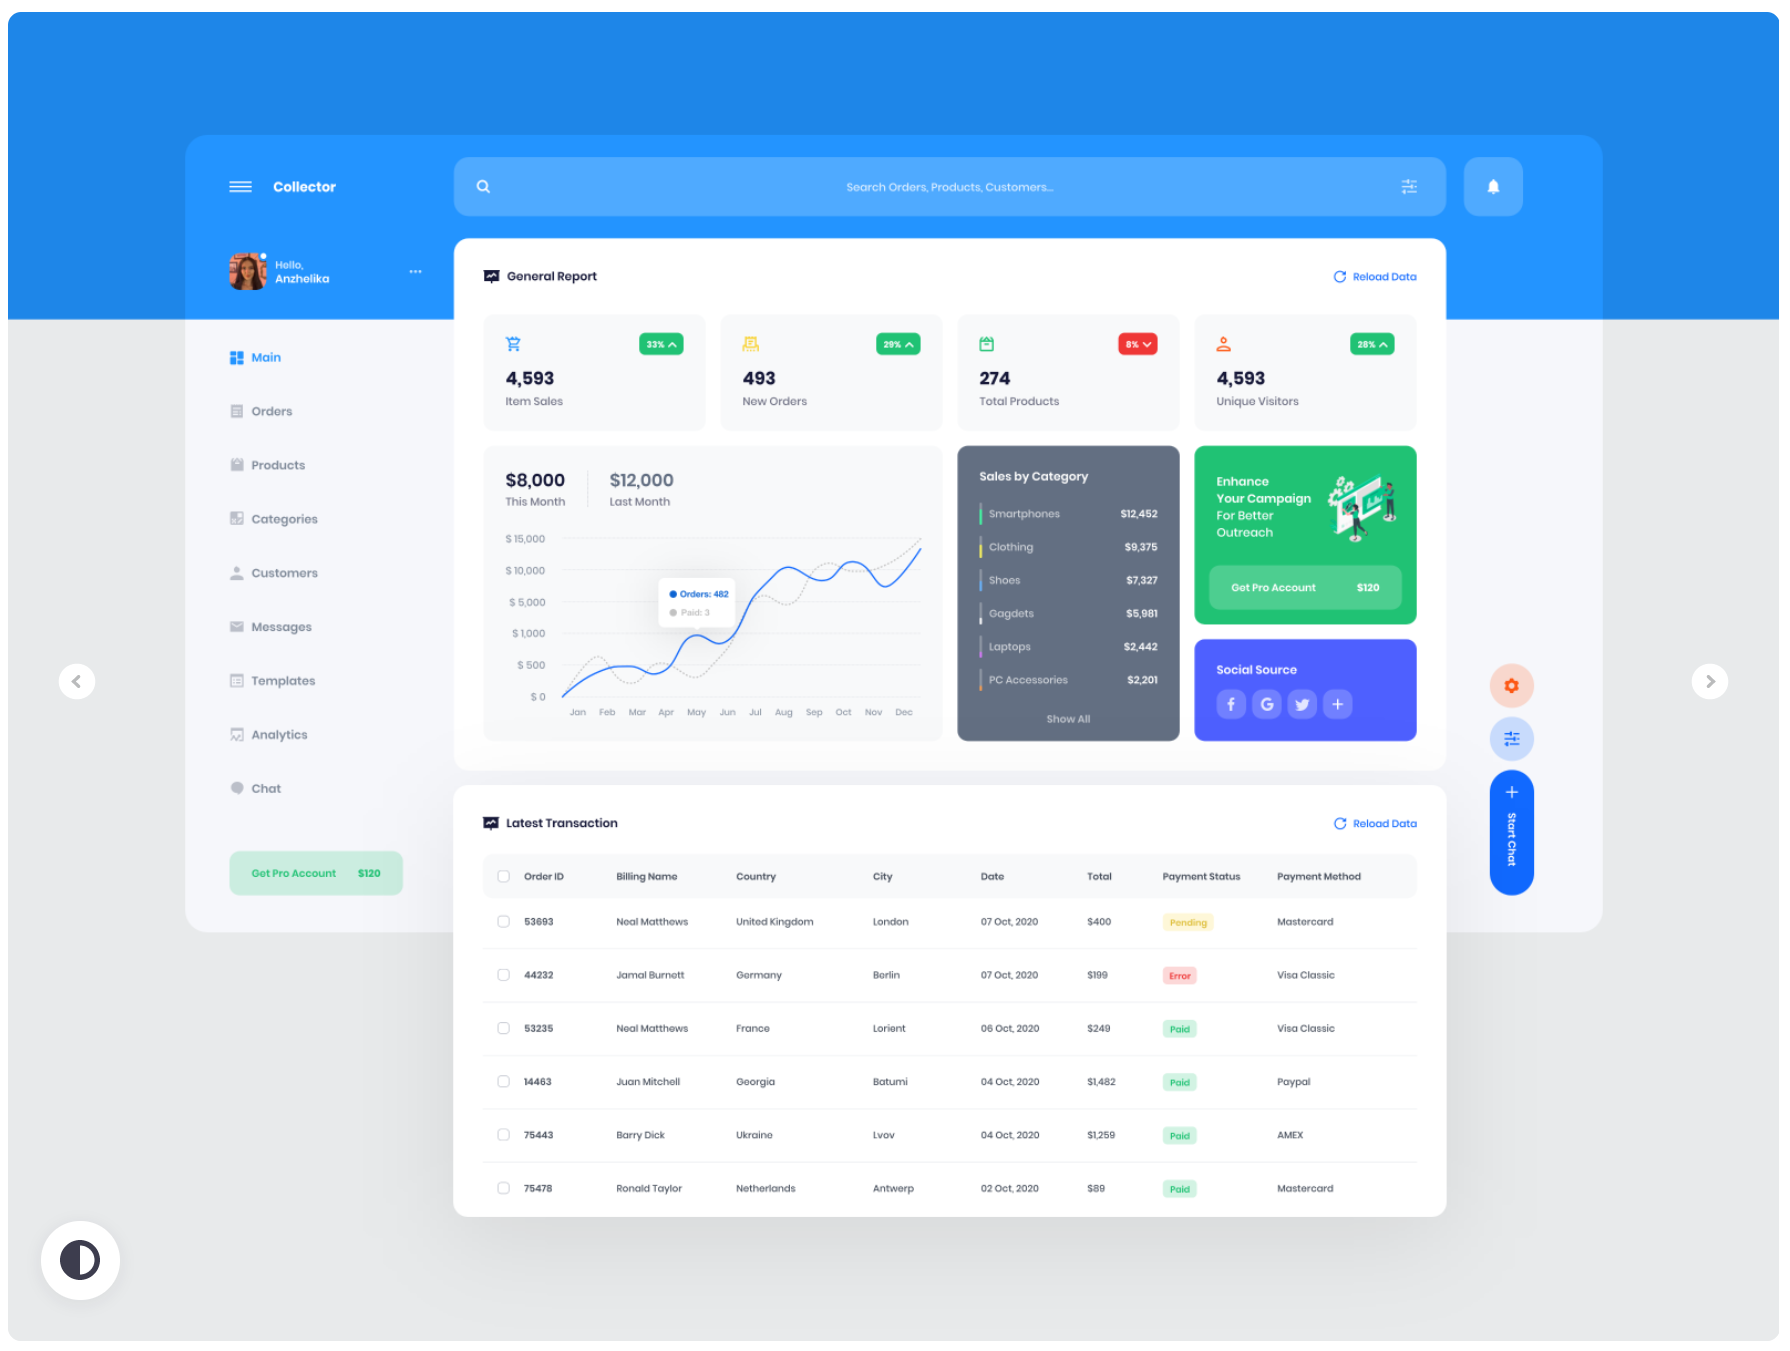 Collector
Search Orders, Products, Customers...
Hello,
Anzhelika
Main
Orders
Products
Categories
Customers
Messages
Templates
Analytics
Chat
Get Pro Account $120
General Report
Reload Data
33%
4,593
Item Sales
29%
493
New Orders
8%
274
Total Products
28%
4,593
Unique Visitors
$8,000
This Month
$12,000
Last Month
$ 15,000
$ 10,000
$ 5,000
$ 1,000
$ 500
$ 0
Orders: 482
Paid: 3
Jan Feb Mar Apr May Jun Jul Aug Sep Oct Nov Dec
Sales by Category
Smartphones $12,452
Clothing $9,375
Shoes $7,327
Gagdets $5,981
Laptops $2,442
PC Accessories $2,201
Show All
Enhance
Your Campaign
For Better
Outreach
Get Pro Account $120
Social Source
Start Chat
Latest Transaction
Reload Data
Order ID Billing Name Country City Date Total Payment Status Payment Method
53693 Neal Matthews United Kingdom London 07 Oct, 2020 $400 Pending Mastercard
44232 Jamal Burnett Germany Berlin 07 Oct, 2020 $199 Error Visa Classic
53235 Neal Matthews France Lorient 06 Oct, 2020 $249 Paid Visa Classic
14463 Juan Mitchell Georgia Batumi 04 Oct, 2020 $1,482 Paid Paypal
75443 Barry Dick Ukraine Lvov 04 Oct, 2020 $1,259 Paid AMEX
75478 Ronald Taylor Netherlands Antwerp 02 Oct, 2020 $89 Paid Mastercard